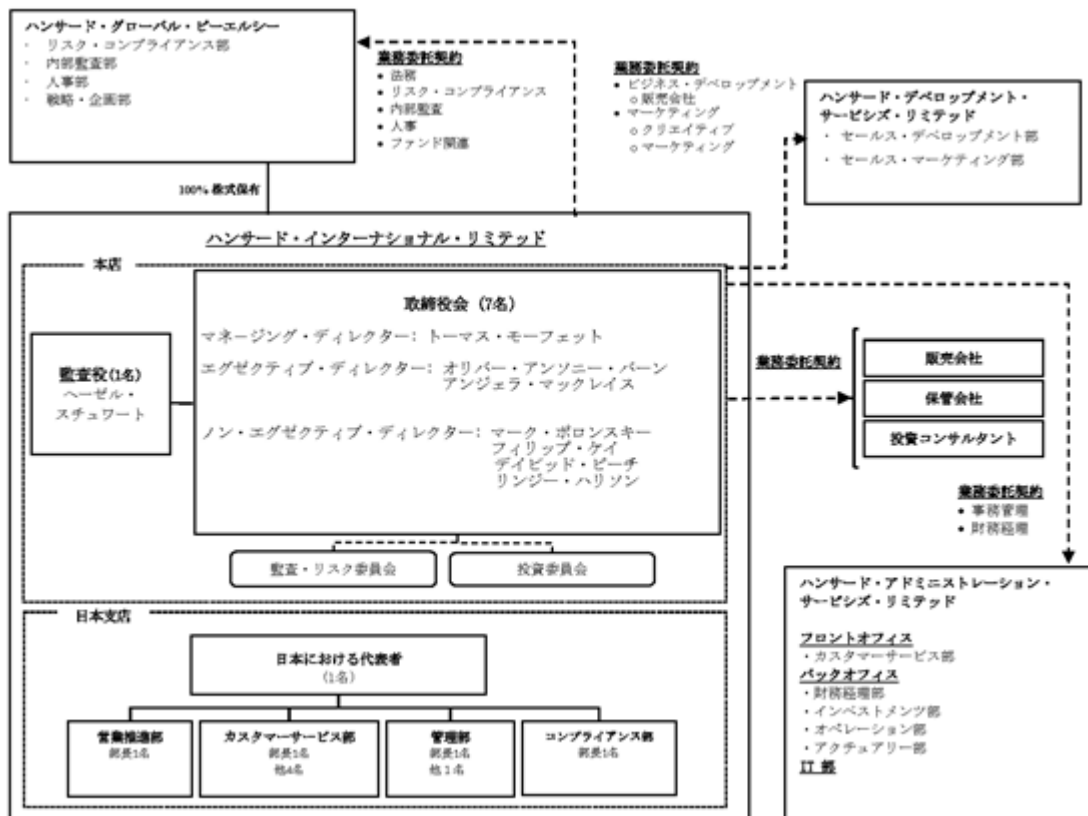 ハンサード・グローバル・ピーエルシー
・ リスク・コンプライアンス部
・ 内部監査部
・ 人事部
・ 戦略・企画部
業務委託契約
● 法務
● リスク・コンプライアンス
● 内部監査
● 人事
● ファンド関連
業務委託契約
● ビジネス・デベロップメント
○ 販売会社
● マーケティング
○ クリエイティブ
○ マーケティング
ハンサード・デベロップメント・
サービシズ・リミテッド
・ セールス・デベロップメント部
・ セールス・マーケティング部
100% 株式保有
ハンサード・インターナショナル・リミテッド
本店
取締役会 (7名)
マネージング・ディレクター: トーマス・モーフェット
エグゼクティブ・ディレクター: オリバー・アンソニー・バーン
アンジェラ・マックレイス
ノン・エグゼクティブ・ディレクター: マーク・ポロンスキー
フィリップ・ケイ
デイビッド・ピーチ
リンジー・ハリソン
監査役(1名)
ヘーゼル・
スチュワート
監査・リスク委員会
投資委員会
業務委託契約
販売会社
保管会社
投資コンサルタント
業務委託契約
● 事務管理
● 財務経理
ハンサード・アドミニストレーション・
サービシズ・リミテッド
フロントオフィス
・カスタマーサービス部
バックオフィス
・財務経理部
・インベストメンツ部
・オペレーション部
・アクチュアリー部
IT 部
日本支店
日本における代表者
(1名)
営業推進部
部長1名
カスタマーサービス部
部長1名
他4名
管理部
部長1名
他1名
コンプライアンス部
部長1名